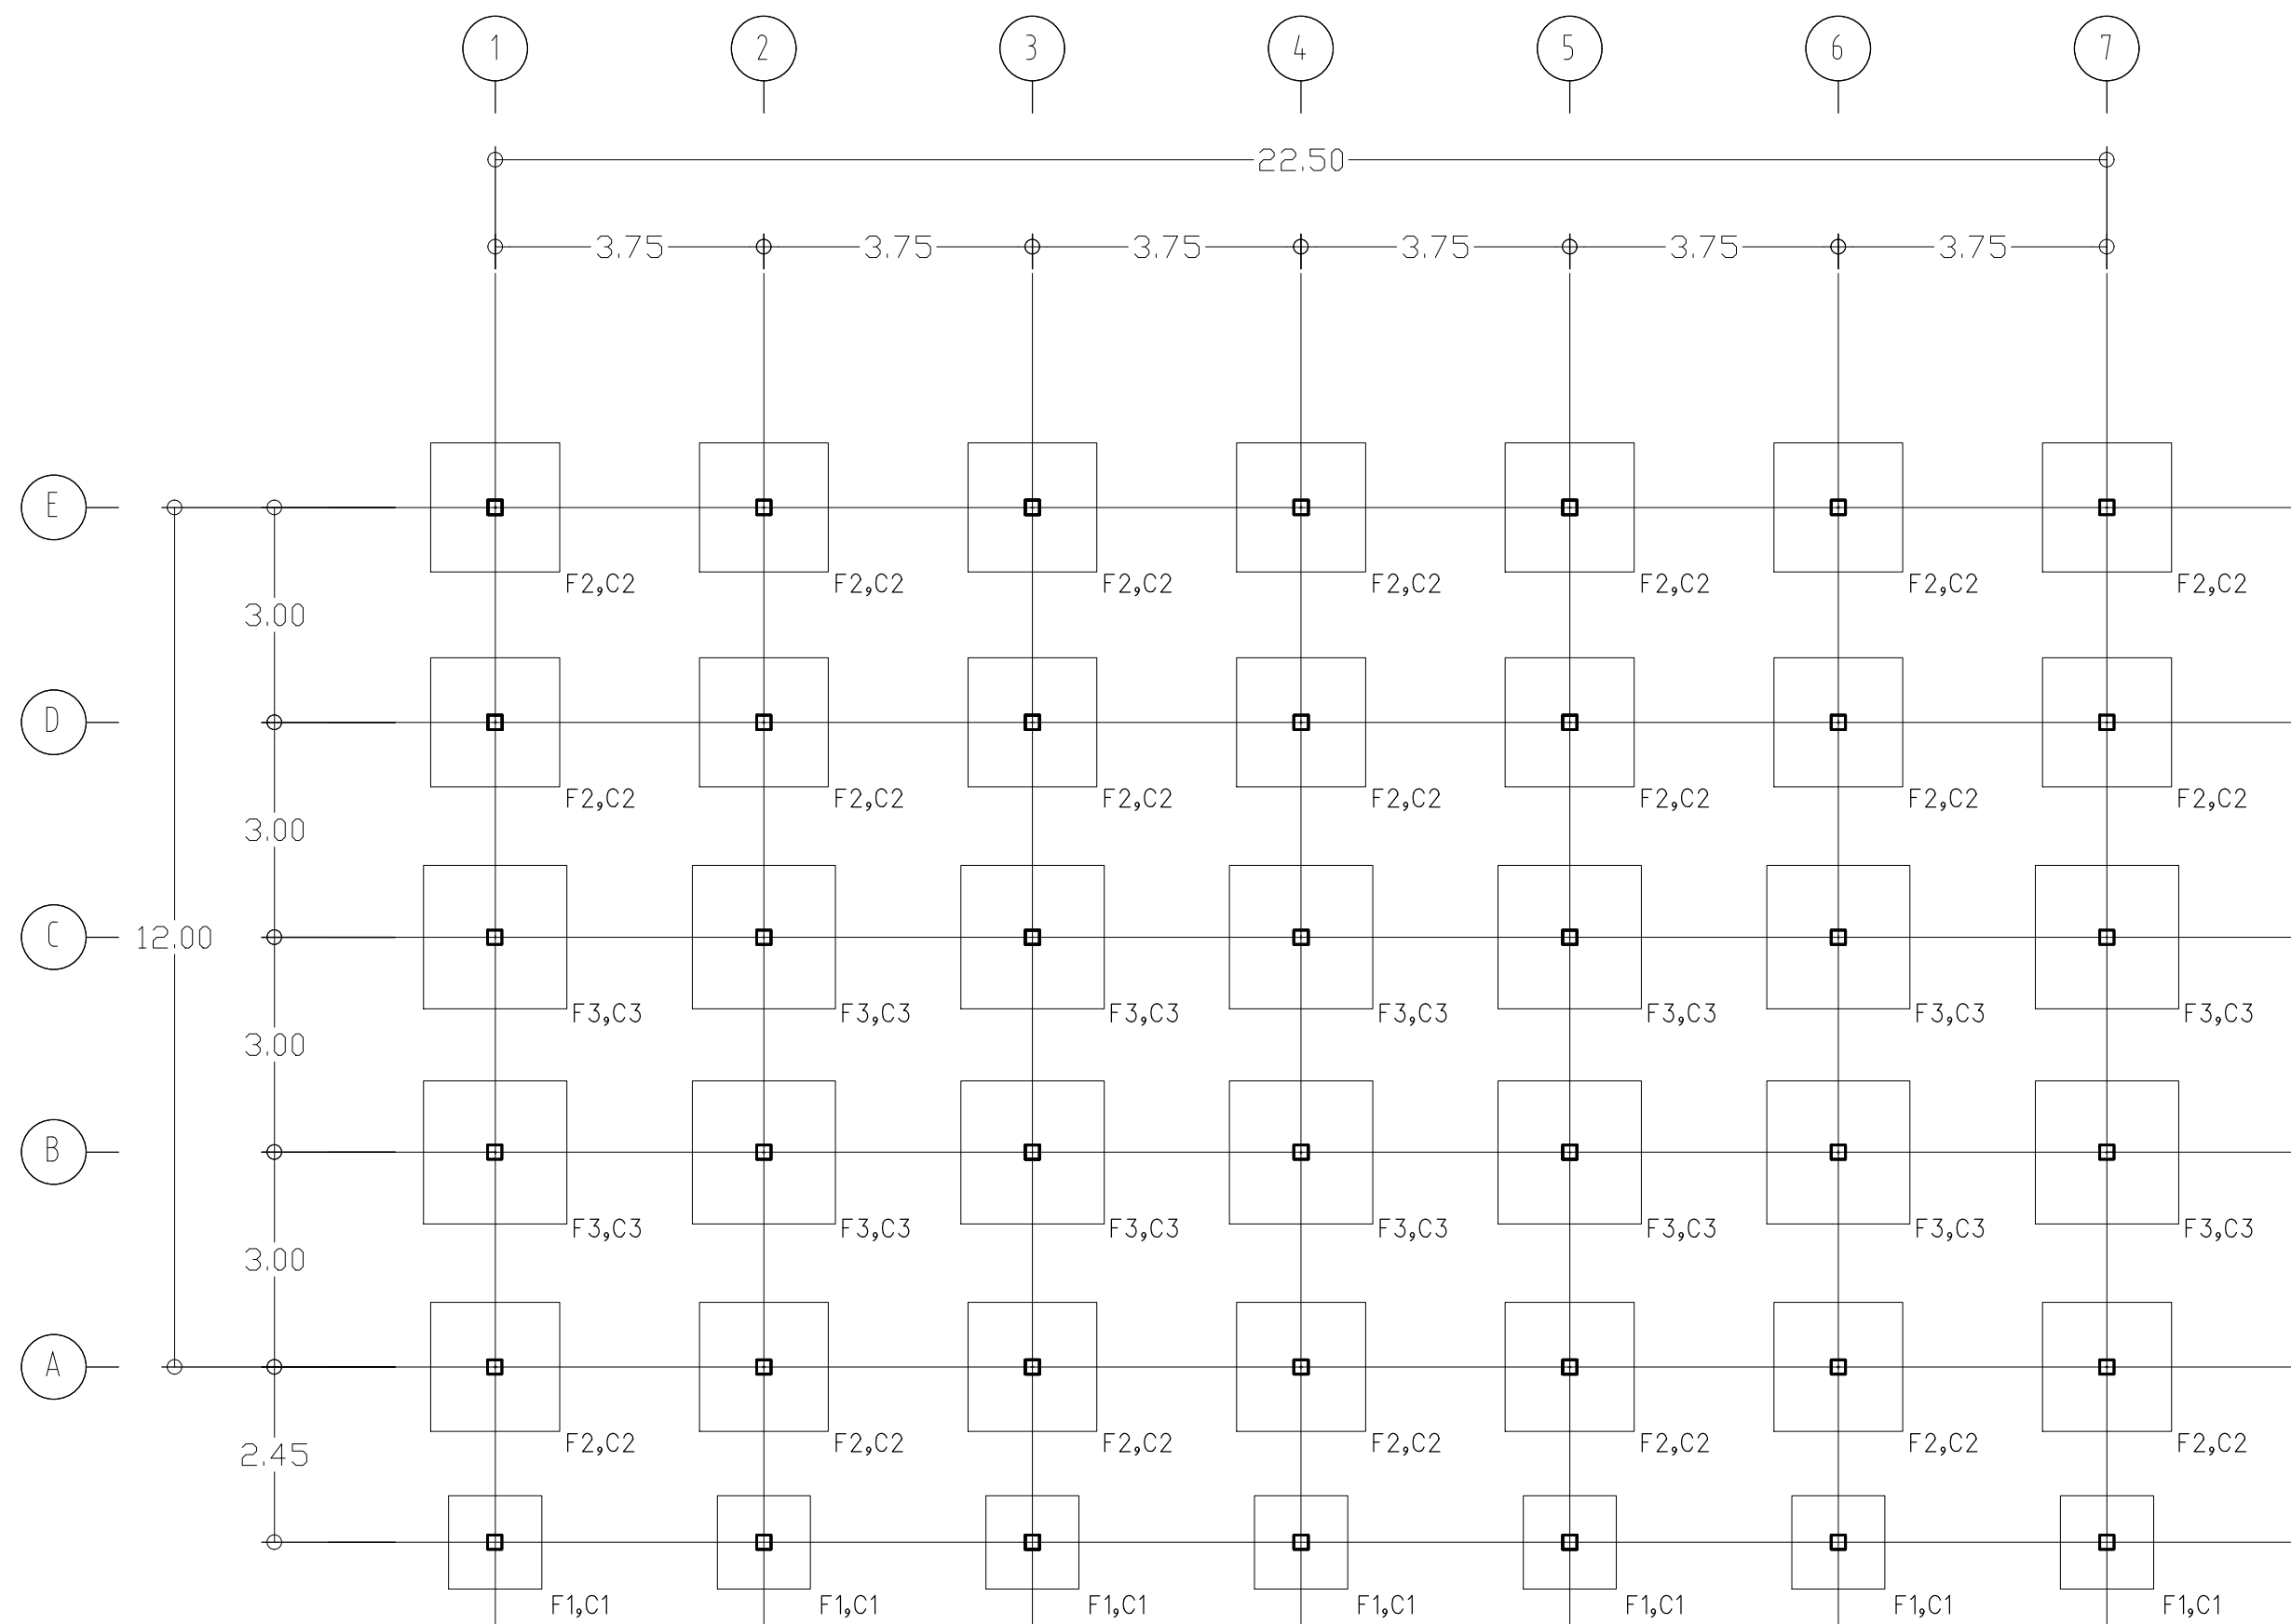 1 2 3 4 5 6 7
22.50
3.75 3.75 3.75 3.75 3.75 3.75
E
F2,C2 F2,C2 F2,C2 F2,C2 F2,C2 F2,C2 F2,C2
3.00
D
F2,C2 F2,C2 F2,C2 F2,C2 F2,C2 F2,C2 F2,C2
3.00
C 12.00
F3,C3 F3,C3 F3,C3 F3,C3 F3,C3 F3,C3 F3,C3
3.00
B
F3,C3 F3,C3 F3,C3 F3,C3 F3,C3 F3,C3 F3,C3
3.00
A
F2,C2 F2,C2 F2,C2 F2,C2 F2,C2 F2,C2 F2,C2
2.45
F1,C1 F1,C1 F1,C1 F1,C1 F1,C1 F1,C1 F1,C1